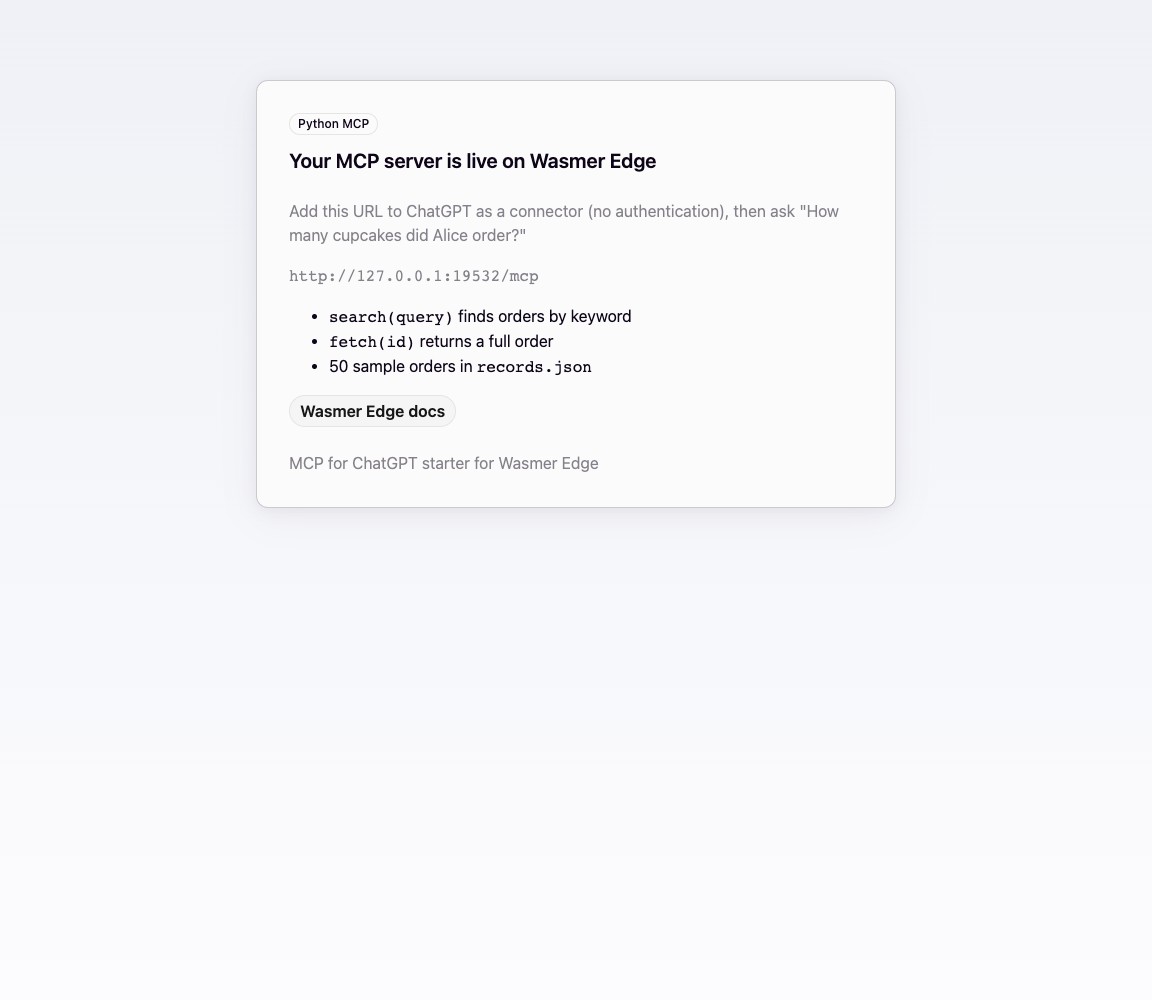 Python MCP
Your MCP server is live on Wasmer Edge
Add this URL to ChatGPT as a connector (no authentication), then ask "How
many cupcakes did Alice order?"
http://127.0.0.1:19532/mcp
• search(query) finds orders by keyword
• fetch(id) returns a full order
• 50 sample orders in records.json
Wasmer Edge docs
MCP for ChatGPT starter for Wasmer Edge